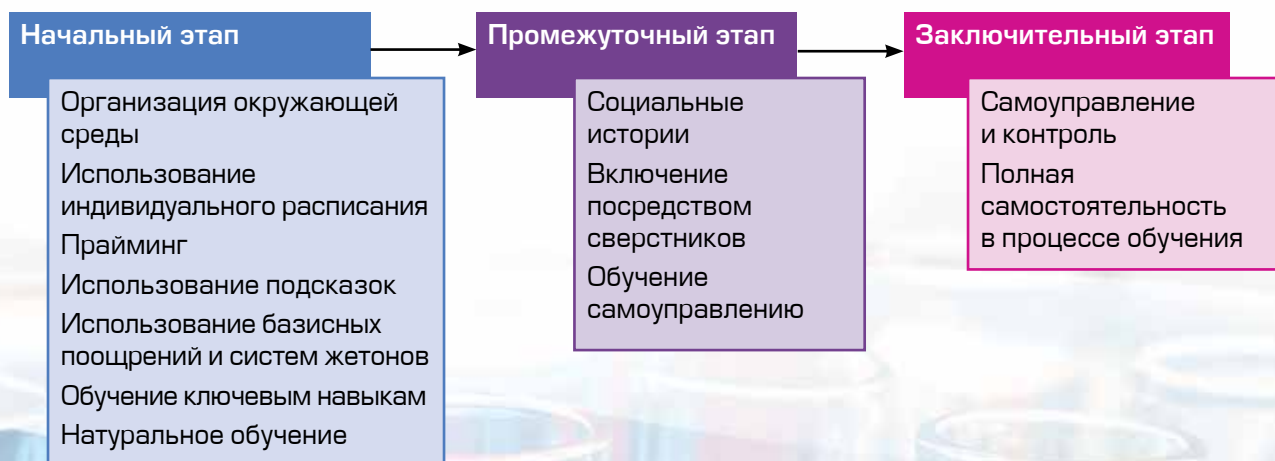 Начальный этап
Организация окружающей
среды
Использование
индивидуального расписания
Прайминг
Использование подсказок
Использование базисных
поощрений и систем жетонов
Обучение ключевым навыкам
Натуральное обучение
Промежуточный этап
Социальные
истории
Включение
посредством
сверстников
Обучение
самоуправлению
Заключительный этап
Самоуправление
и контроль
Полная
самостоятельность
в процессе обучения